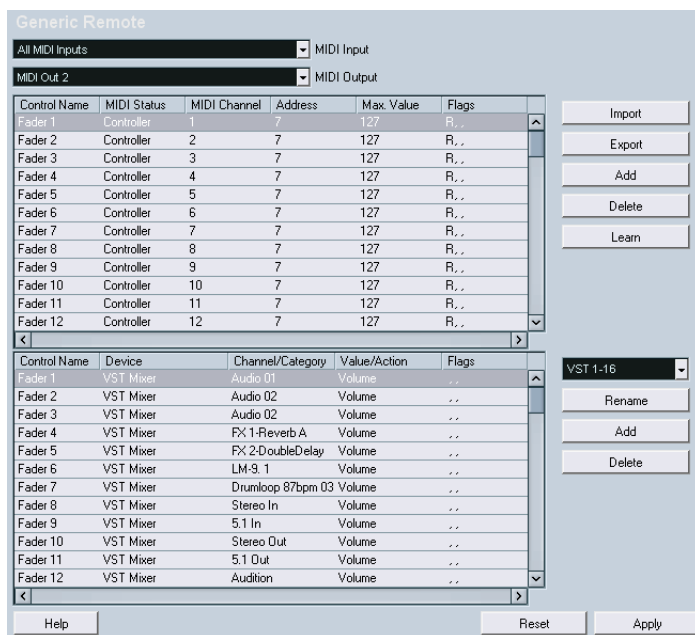 Generic Remote
All MIDI Inputs MIDI Input
MIDI Out 2 MIDI Output
Control Name MIDI Status MIDI Channel Address Max. Value Flags
Fader 1 Controller 1 7 127 R, ,
Fader 2 Controller 2 7 127 R, ,
Fader 3 Controller 3 7 127 R, ,
Fader 4 Controller 4 7 127 R, ,
Fader 5 Controller 5 7 127 R, ,
Fader 6 Controller 6 7 127 R, ,
Fader 7 Controller 7 7 127 R, ,
Fader 8 Controller 8 7 127 R, ,
Fader 9 Controller 9 7 127 R, ,
Fader 10 Controller 10 7 127 R, ,
Fader 11 Controller 11 7 127 R, ,
Fader 12 Controller 12 7 127 R, ,
Import
Export
Add
Delete
Learn
Control Name Device Channel/Category Value/Action Flags
Fader 1 VST Mixer Audio 01 Volume , ,
Fader 2 VST Mixer Audio 02 Volume , ,
Fader 3 VST Mixer Audio 02 Volume , ,
Fader 4 VST Mixer FX 1-Reverb A Volume , ,
Fader 5 VST Mixer FX 2-DoubleDelay Volume , ,
Fader 6 VST Mixer LM-9. 1 Volume , ,
Fader 7 VST Mixer Drumloop 87bpm 03 Volume , ,
Fader 8 VST Mixer Stereo In Volume , ,
Fader 9 VST Mixer 5.1 In Volume , ,
Fader 10 VST Mixer Stereo Out Volume , ,
Fader 11 VST Mixer 5.1 Out Volume , ,
Fader 12 VST Mixer Audition Volume , ,
VST 1-16
Rename
Add
Delete
Help Reset Apply